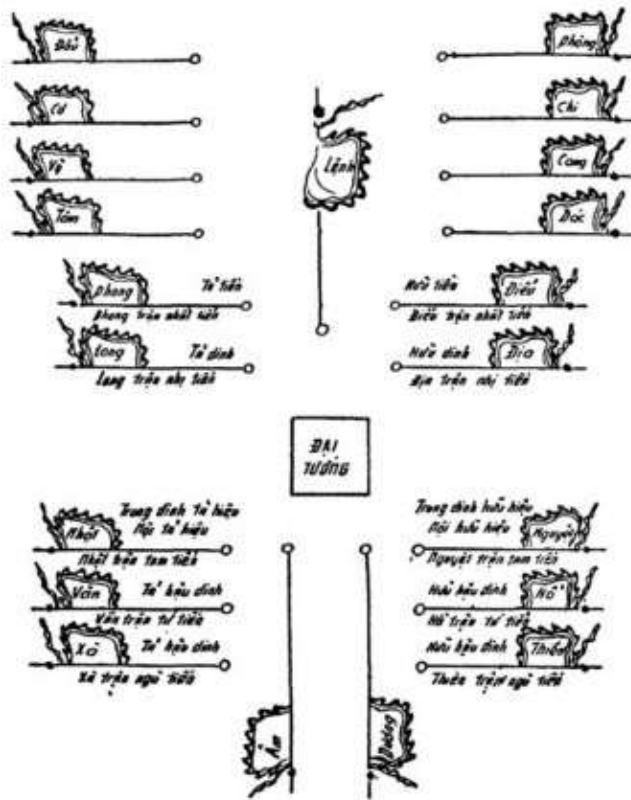 Đẩu
Phòng
Cơ
Chi
Lệnh
Vỹ
Cang
Tâm
Dốc
Phong
Tả tiền
Phong trận nhất tiền
Hữu tiền
Điểu
Điểu trận nhất tiền
Long
Tả dinh
Long trận nhị tiền
Hữu dinh
Địa
Địa trận nhị tiền
ĐẠI
TƯỚNG
Trung dinh tả hiệu
Nhật
Đội tả hiệu
Nhật trận tam tiền
Trung dinh hữu hiệu
Đội hữu hiệu
Nguyệt
Nguyệt trận tam tiền
Vân
Tả hậu dinh
Vân trận tứ tiền
Hữu hậu dinh
Hổ
Hổ trận tứ tiền
Xà
Tả hậu dinh
Xà trận ngũ tiền
Hữu hậu dinh
Thiên
Thiên trận ngũ tiền
Âm
Dương